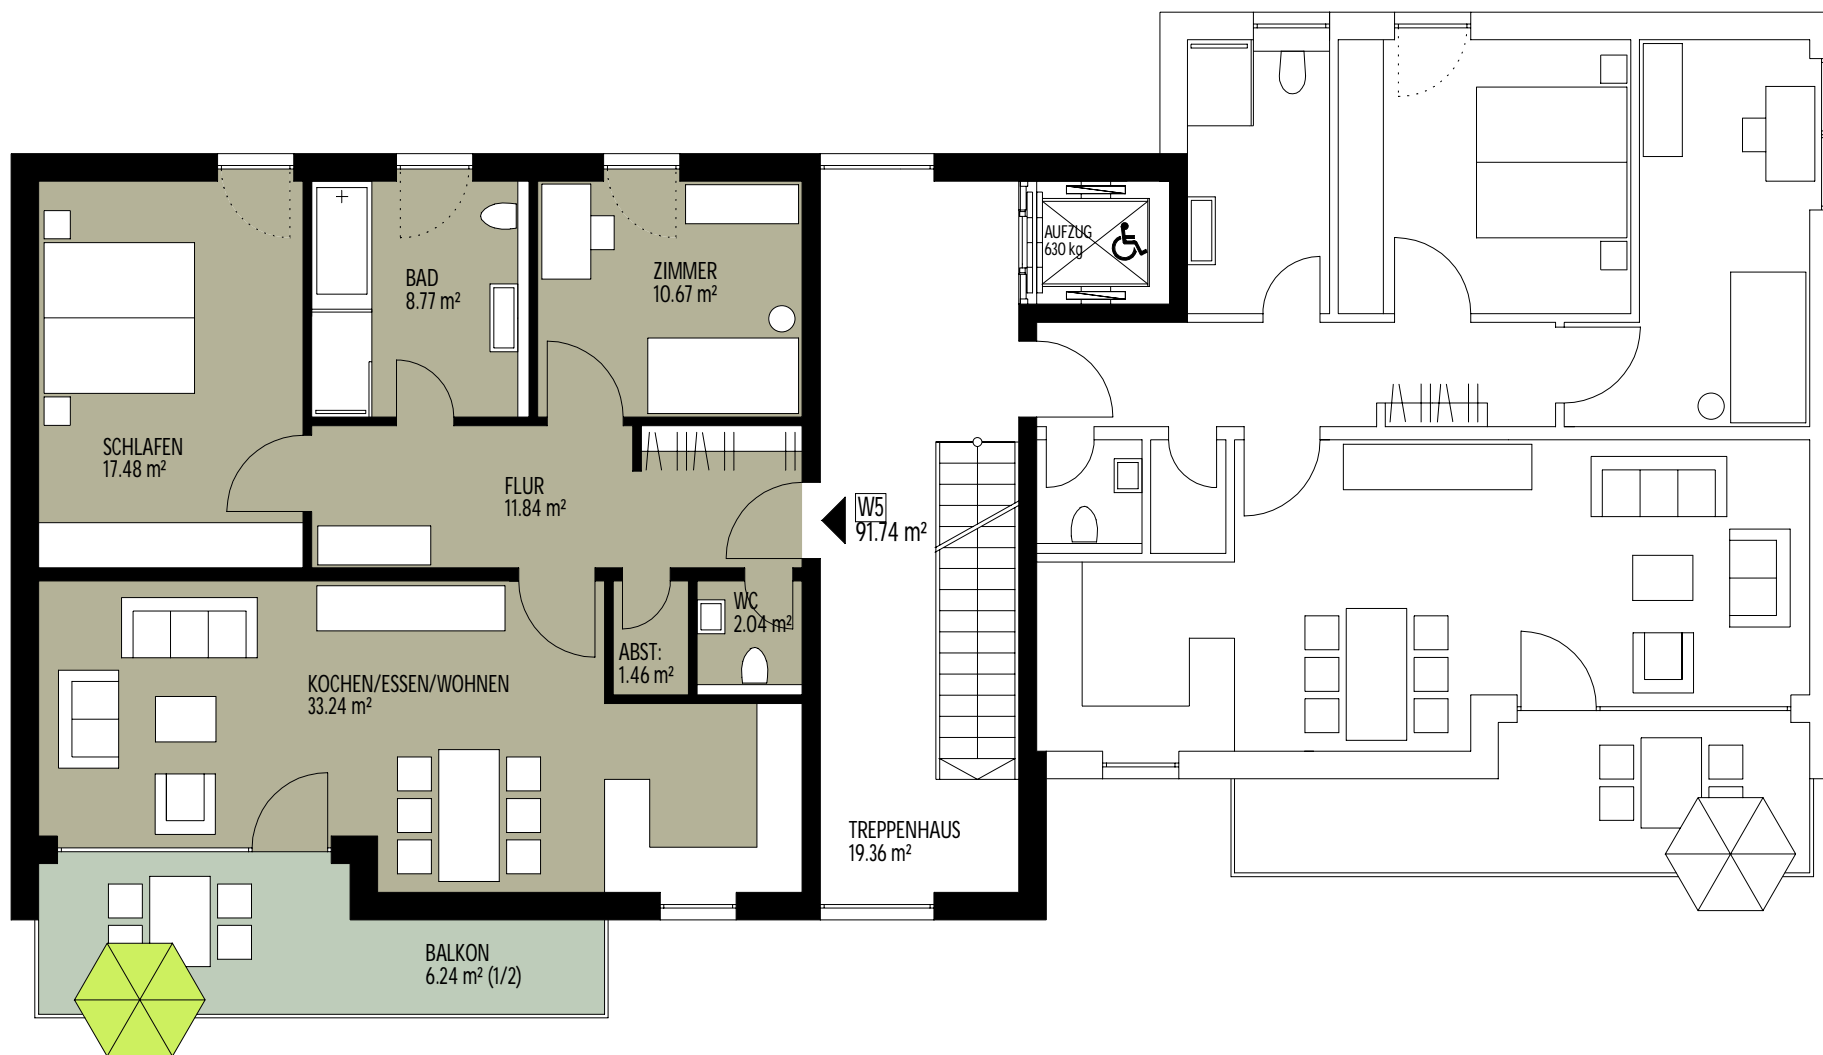 AUFZUG
630 kg
BAD
8.77 m²
ZIMMER
10.67 m²
SCHLAFEN
17.48 m²
FLUR
11.84 m²
W5
91.74 m²
WC
2.04 m²
ABST:
1.46 m²
KOCHEN/ESSEN/WOHNEN
33.24 m²
TREPPENHAUS
19.36 m²
BALKON
6.24 m² (1/2)